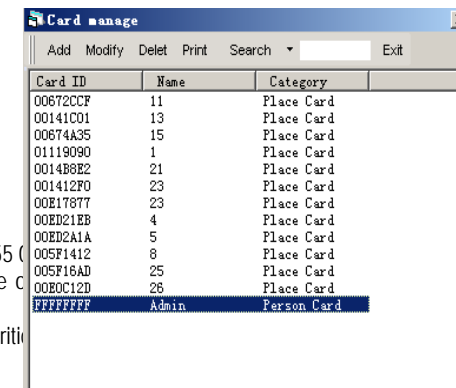 Card manage
Add Modify Delet Print Search Exit
Card ID Name Category
00672CCF 11 Place Card
00141C01 13 Place Card
00674A35 15 Place Card
01119090 1 Place Card
0014B8E2 21 Place Card
001412F0 23 Place Card
00E17877 23 Place Card
00ED21EB 4 Place Card
00ED2A1A 5 Place Card
005F1412 8 Place Card
005F16AD 25 Place Card
00E0C12D 26 Place Card
FFFFFFFF Admin Person Card